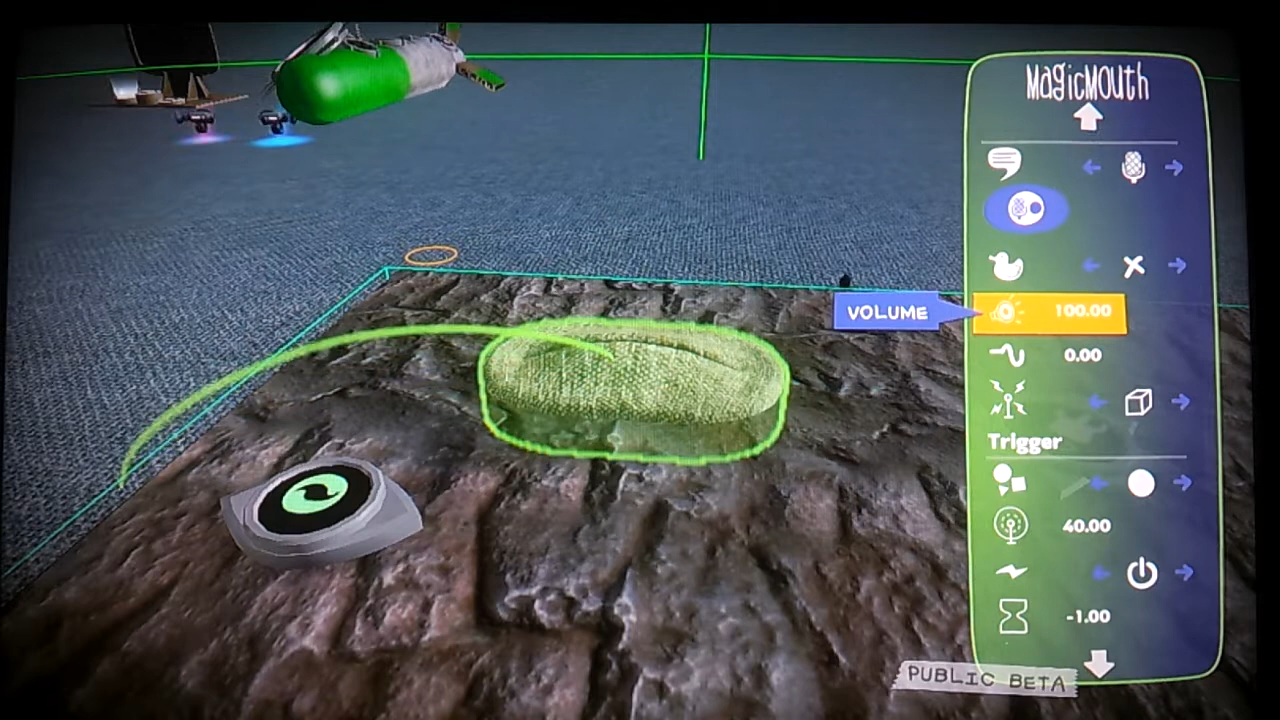 MagicMouth
VOLUME
100.00
0.00
Trigger
40.00
-1.00
PUBLIC BETA